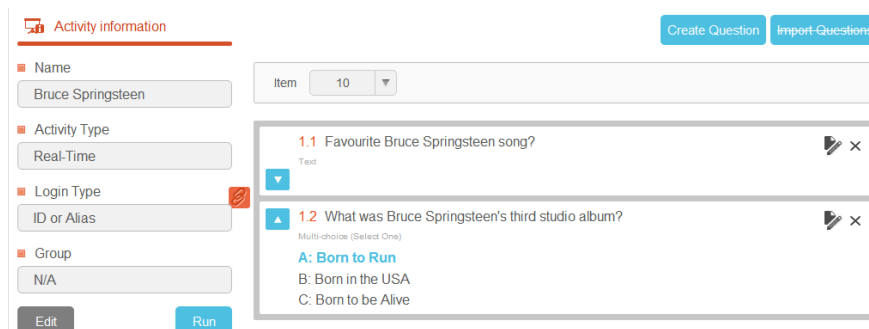 Activity information
Name
Bruce Springsteen
Activity Type
Real-Time
Login Type
ID or Alias
Group
N/A
Edit
Run
Create Question
Import Question
Item 10
1.1 Favourite Bruce Springsteen song?
Text
1.2 What was Bruce Springsteen's third studio album?
Multi-choice (Select One)
A: Born to Run
B: Born in the USA
C: Born to be Alive